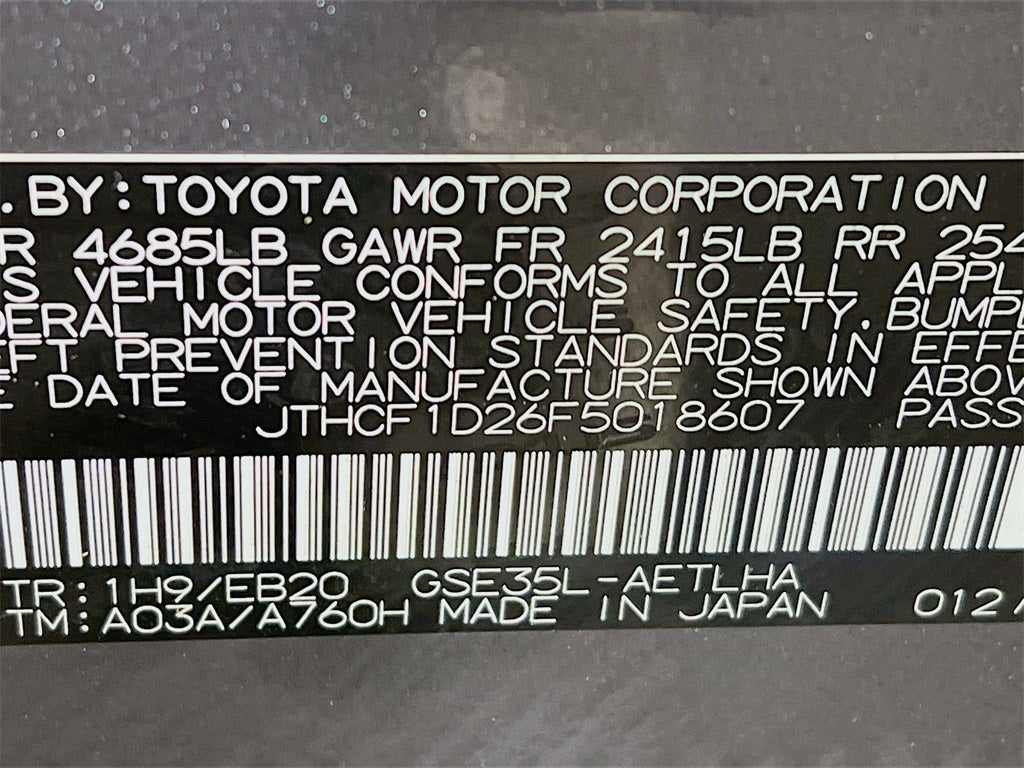 . BY:TOYOTA MOTOR CORPORATION
R 4685LB GAWR FR 2415LB RR 254
S VEHICLE CONFORMS TO ALL APPL
DERAL MOTOR VEHICLE SAFETY,BUMPE
EFT PREVENTION STANDARDS IN EFFE
E DATE OF MANUFACTURE SHOWN ABOV
JTHCF1D26F5018607 PASS
TR:1H9/EB20 GSE35L-AETLHA
TM:A03A/A760H MADE IN JAPAN 012/